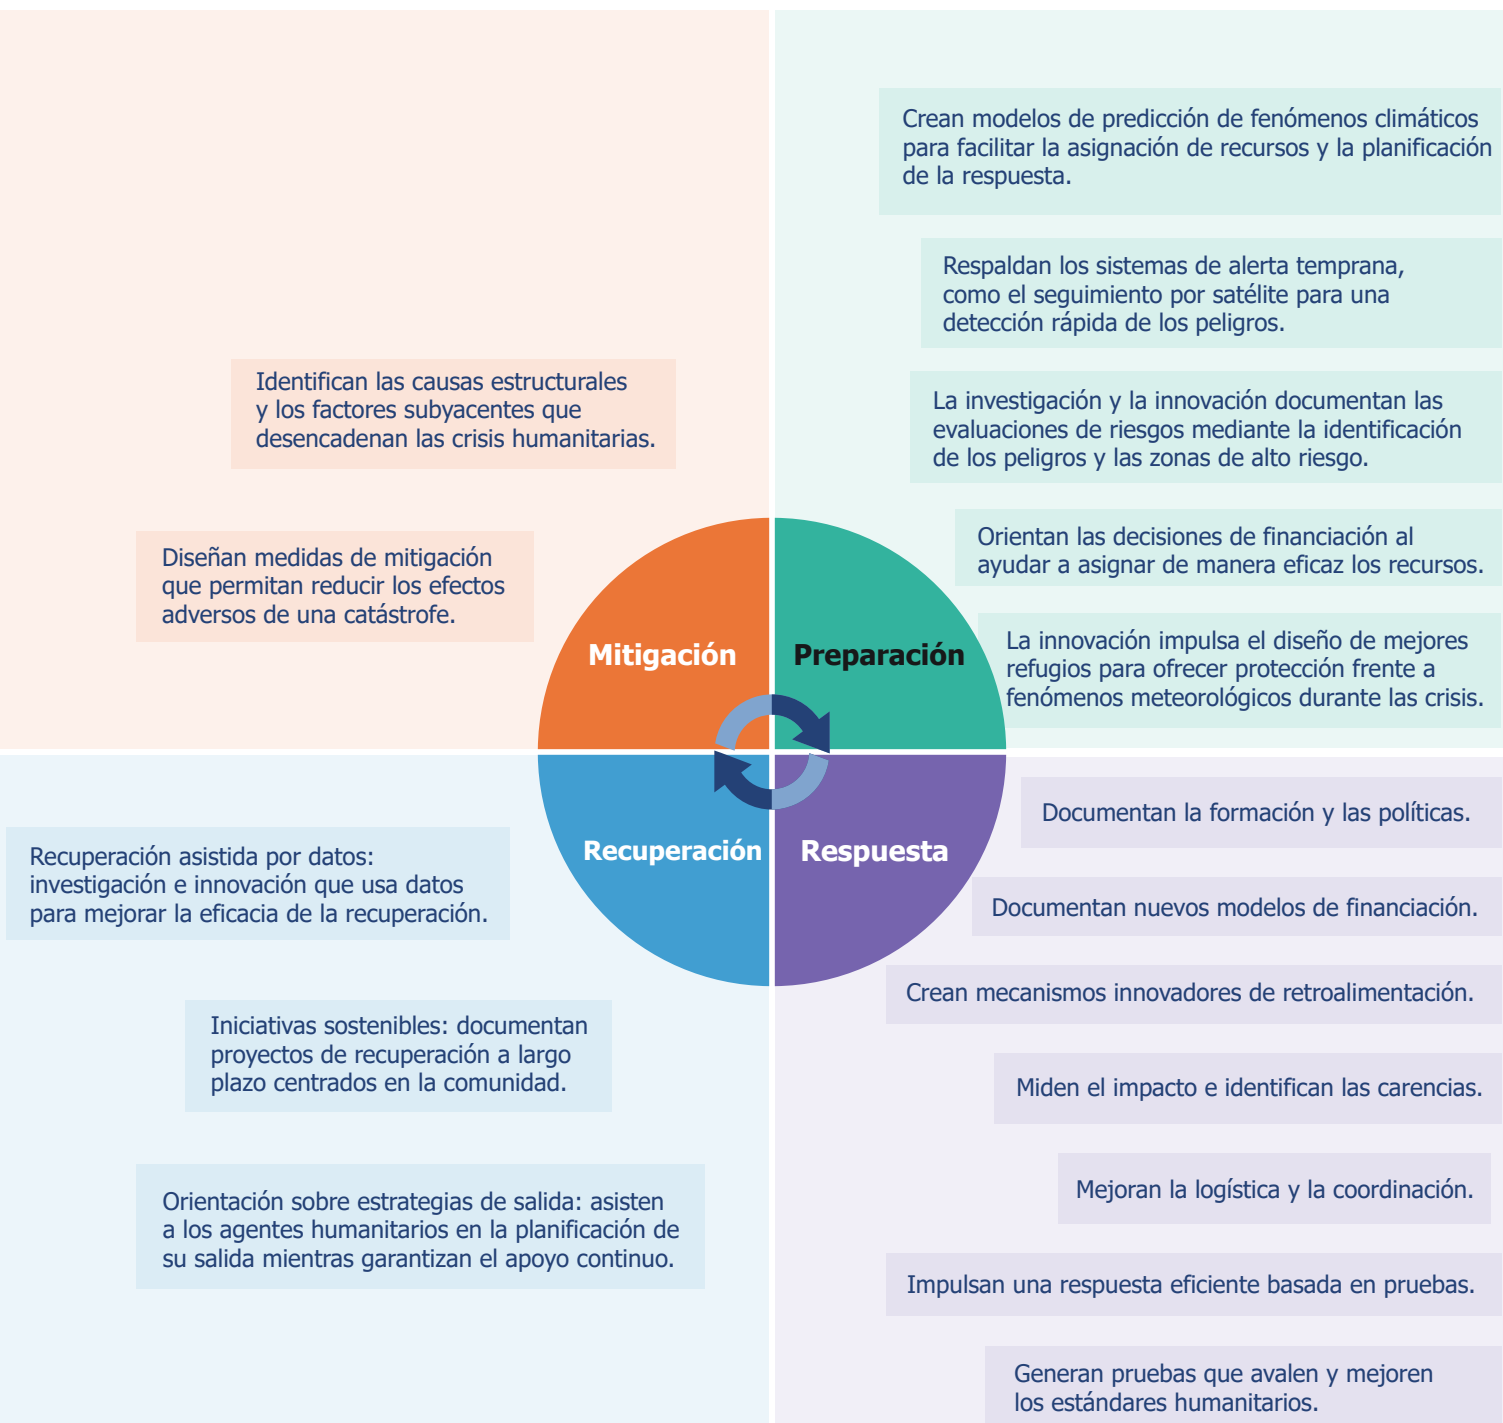 Crean modelos de predicción de fenómenos climáticos
para facilitar la asignación de recursos y la planificación
de la respuesta.
Respaldan los sistemas de alerta temprana,
como el seguimiento por satélite para una
detección rápida de los peligros.
Identifican las causas estructurales
y los factores subyacentes que
desencadenan las crisis humanitarias.
La investigación y la innovación documentan las
evaluaciones de riesgos mediante la identificación
de los peligros y las zonas de alto riesgo.
Diseñan medidas de mitigación
que permitan reducir los efectos
adversos de una catástrofe.
Orientan las decisiones de financiación al
ayudar a asignar de manera eficaz los recursos.
Mitigación
Preparación
La innovación impulsa el diseño de mejores
refugios para ofrecer protección frente a
fenómenos meteorológicos durante las crisis.
Recuperación
Respuesta
Recuperación asistida por datos:
investigación e innovación que usa datos
para mejorar la eficacia de la recuperación.
Iniciativas sostenibles: documentan
proyectos de recuperación a largo
plazo centrados en la comunidad.
Orientación sobre estrategias de salida: asisten
a los agentes humanitarios en la planificación de
su salida mientras garantizan el apoyo continuo.
Documentan la formación y las políticas.
Documentan nuevos modelos de financiación.
Crean mecanismos innovadores de retroalimentación.
Miden el impacto e identifican las carencias.
Mejoran la logística y la coordinación.
Impulsan una respuesta eficiente basada en pruebas.
Generan pruebas que avalen y mejoren
los estándares humanitarios.